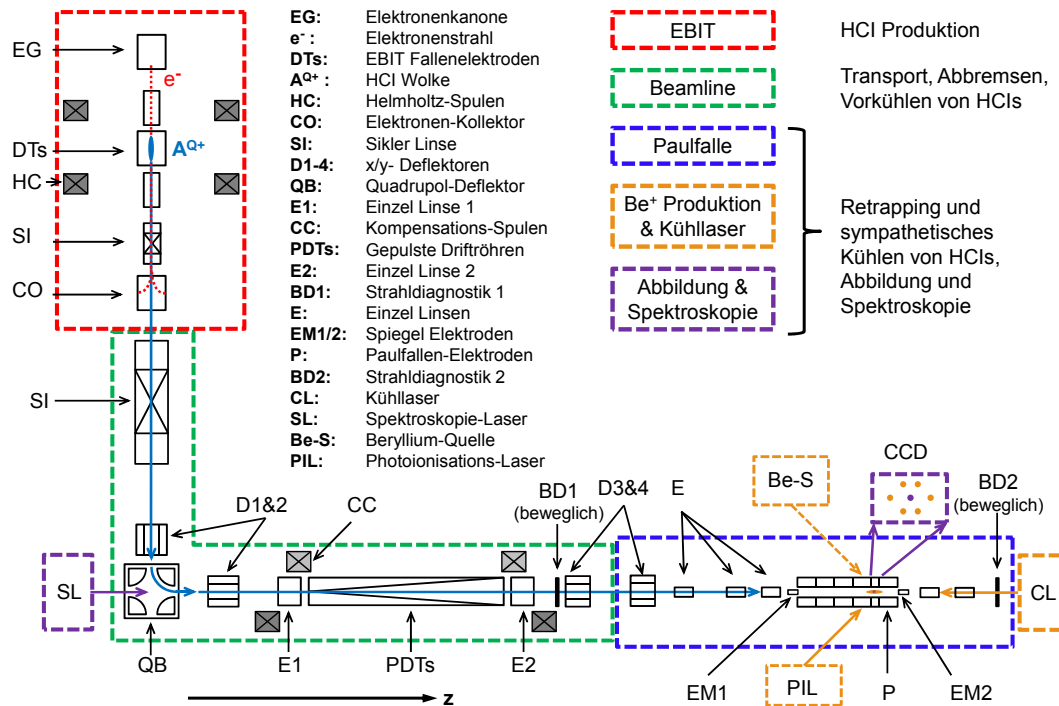 EG
DTs
HC
SI
CO
SI
e-
A^Q+
EG: Elektronenkanone
e- : Elektronenstrahl
DTs: EBIT Fallenelektroden
A^Q+ : HCI Wolke
HC: Helmholtz-Spulen
CO: Elektronen-Kollektor
SI: Sikler Linse
D1-4: x/y- Deflektoren
QB: Quadrupol-Deflektor
E1: Einzel Linse 1
CC: Kompensations-Spulen
PDTs: Gepulste Driftröhren
E2: Einzel Linse 2
BD1: Strahldiagnostik 1
E: Einzel Linsen
EM1/2: Spiegel Elektroden
P: Paulfallen-Elektroden
BD2: Strahldiagnostik 2
CL: Kühllaser
SL: Spektroskopie-Laser
Be-S: Beryllium-Quelle
PIL: Photoionisations-Laser
EBIT
HCI Produktion
Beamline
Transport, Abbremsen,
Vorkühlen von HCIs
Paulfalle
Be+ Produktion
& Kühllaser
Abbildung &
Spektroskopie
Retrapping und
sympathetisches
Kühlen von HCIs,
Abbildung und
Spektroskopie
D1&2
CC
BD1
(beweglich)
D3&4
E
Be-S
CCD
BD2
(beweglich)
SL
CL
QB
E1
PDTs
E2
EM1
PIL
P
EM2
z